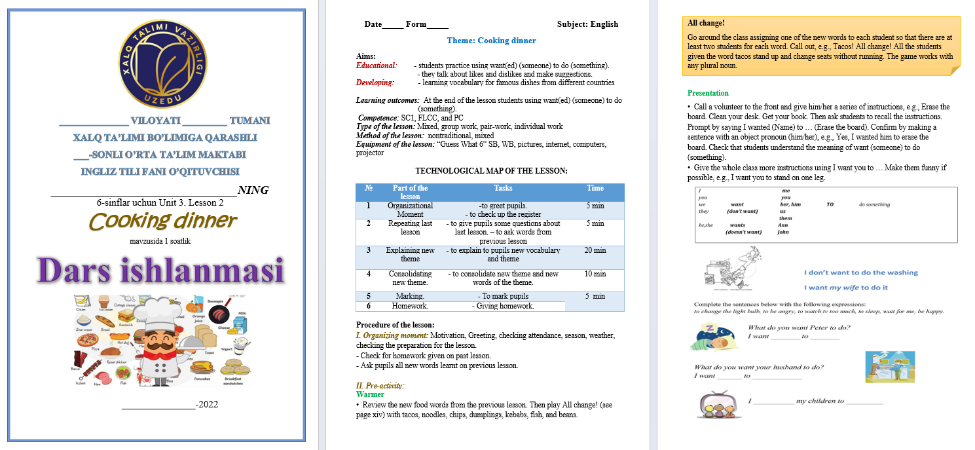 XALQ TALIMI VAZIRLIGI
UZEDU
____________ VILOYATI ________ TUMANI
XALQ TA'LIMI BO'LIMIGA QARASHLI
___-SONLI O'RTA TA'LIM MAKTABI
INGLIZ TILI FANI O'QITUVCHISI
______________________________NING
6-sinflar uchun Unit 3. Lesson 2
Cooking dinner
mavzusida 1 soatlik
Dars ishlanmasi
_______________-2022
Date_____ Form_____ Subject: English
Theme: Cooking dinner
Aims:
Educational: - students practice using want(ed) (someone) to do (something).
- they talk about likes and dislikes and make suggestions.
Developing: - learning vocabulary for famous dishes from different countries
Learning outcomes: At the end of the lesson students using want(ed) (someone) to do
(something).
Competence: SC1, FLCC, and PC
Type of the lesson: Mixed, group work, pair-work, individual work
Method of the lesson: nontraditional, mixed
Equipment of the lesson: "Guess What 6" SB, WB, pictures, internet, computers,
projector
TECHNOLOGICAL MAP OF THE LESSON:
№ Part of the lesson Tasks Time
1 Organizational Moment -to greet pupils. - to check up the register 5 min
2 Repeating last lesson - to give pupils some questions about last lesson. – to ask words from previous lesson 5 min
3 Explaining new theme - to explain to pupils new vocabulary and theme 20 min
4 Consolidating new theme. - to consolidate new theme and new words of the theme. 10 min
5 Marking. - To mark pupils 5 min
6 Homework. - Giving homework.
Procedure of the lesson:
I. Organizing moment: Motivation, Greeting, checking attendance, season, weather,
checking the preparation for the lesson.
- Check for homework given on past lesson.
- Ask pupils all new words learnt on previous lesson.
II. Pre-activity:
Warmer
• Review the new food words from the previous lesson. Then play All change! (see
page xiv) with tacos, noodles, chips, dumplings, kebabs, fish, and beans.
All change!
Go around the class assigning one of the new words to each student so that there are at
least two students for each word. Call out, e.g., Tacos! All change! All the students
given the word tacos stand up and change seats without running. The game works with
any plural noun.
Presentation
• Call a volunteer to the front and give him/her a series of instructions, e.g., Erase the
board. Clean your desk. Get your book. Then ask students to recall the instructions.
Prompt by saying I wanted (Name) to … (Erase the board). Confirm by making a
sentence with an object pronoun (him/her), e.g., Yes, I wanted him to erase the
board. Check that students understand the meaning of want (someone) to do
(something).
• Give the whole class more instructions using I want you to … Make them funny if
possible, e.g., I want you to stand on one leg.
I me
you you
we want her, him TO do something
they (don't want) us
them
he,she wants Ann
(doesn't want) John
I don't want to do the washing
I want my wife to do it
Complete the sentences below with the following expressions:
to change the light bulb, to be angry, to watch tv too much, to sleep, wait for me, be happy.
What do you want Peter to do?
I want ________ to ________
What do you want your husband to do?
I want _______ to ________
I ___________ my children to __________